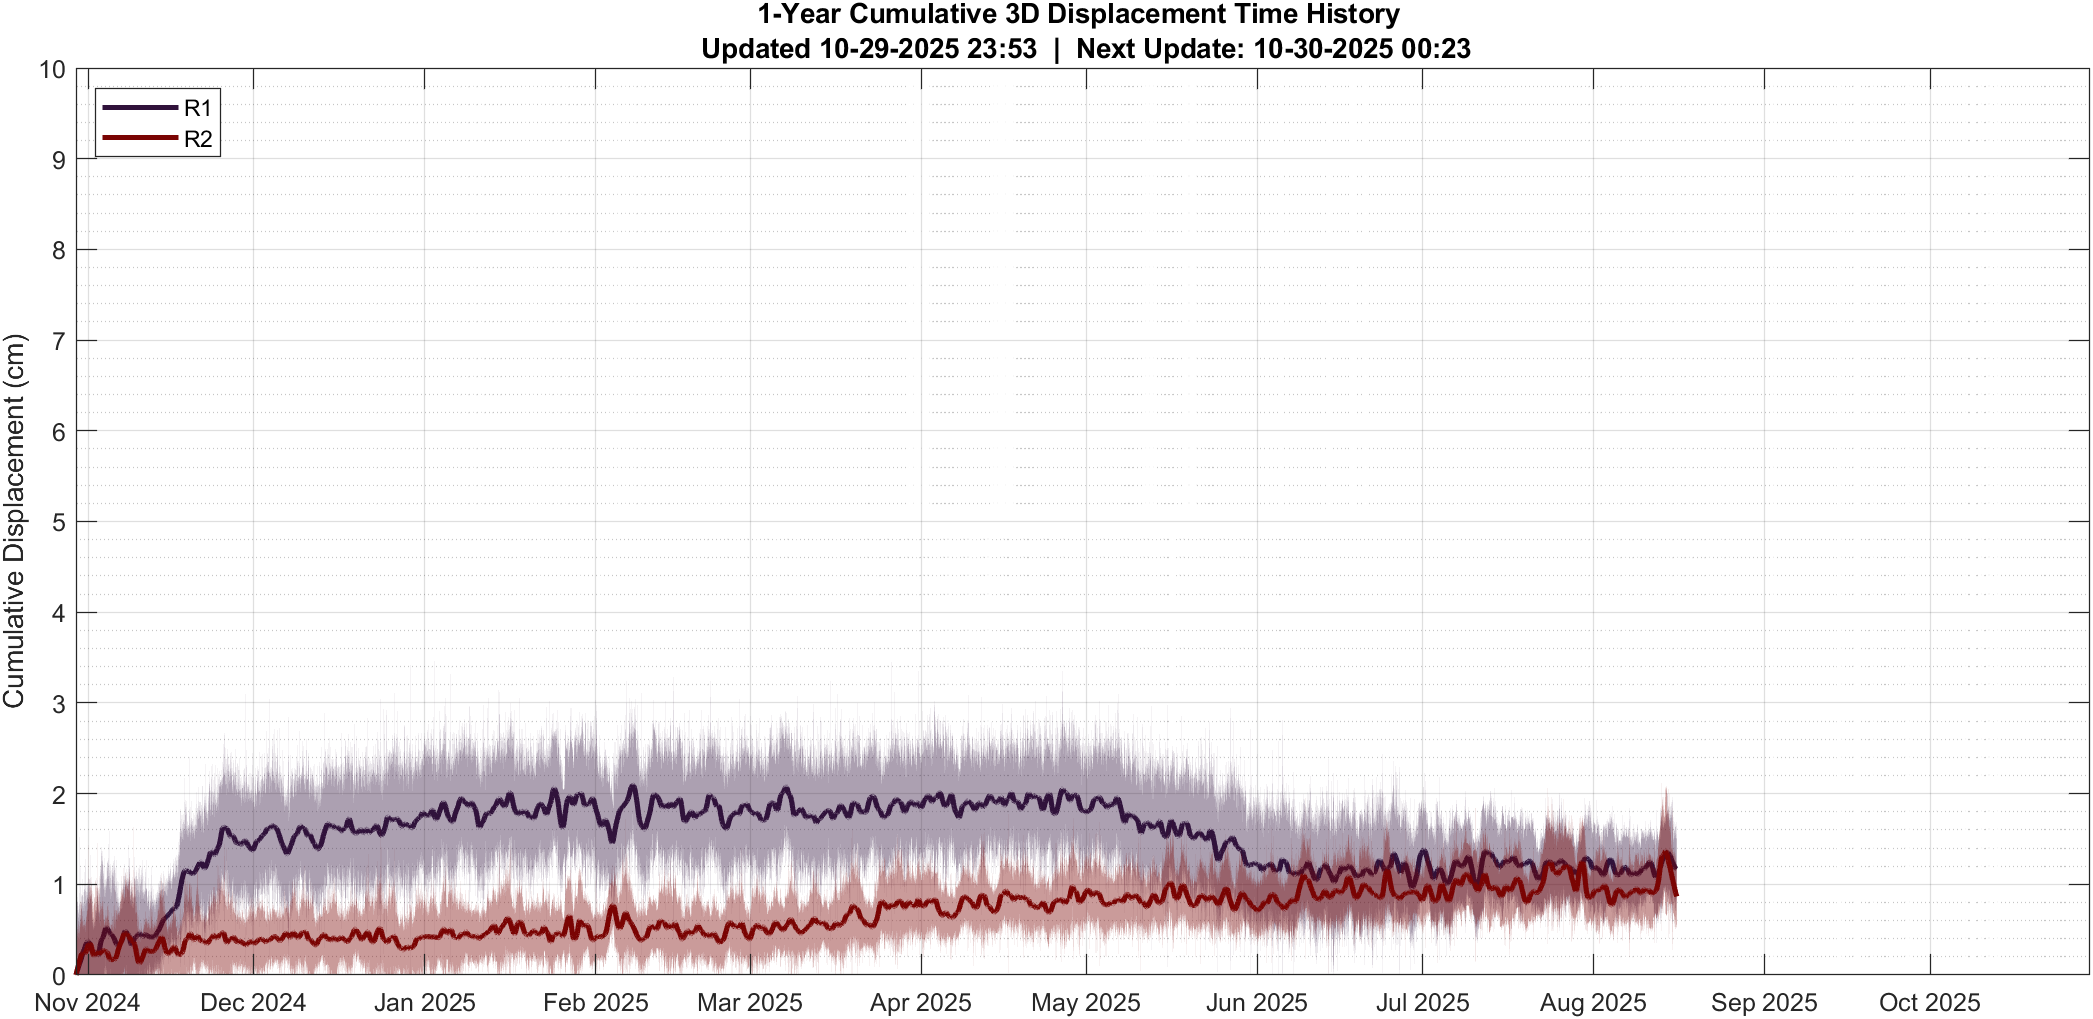 1-Year Cumulative 3D Displacement Time History
Updated 10-29-2025 23:53 | Next Update: 10-30-2025 00:23
R1
R2
Cumulative Displacement (cm)
10
9
8
7
6
5
4
3
2
1
0
Nov 2024 Dec 2024 Jan 2025 Feb 2025 Mar 2025 Apr 2025 May 2025 Jun 2025 Jul 2025 Aug 2025 Sep 2025 Oct 2025